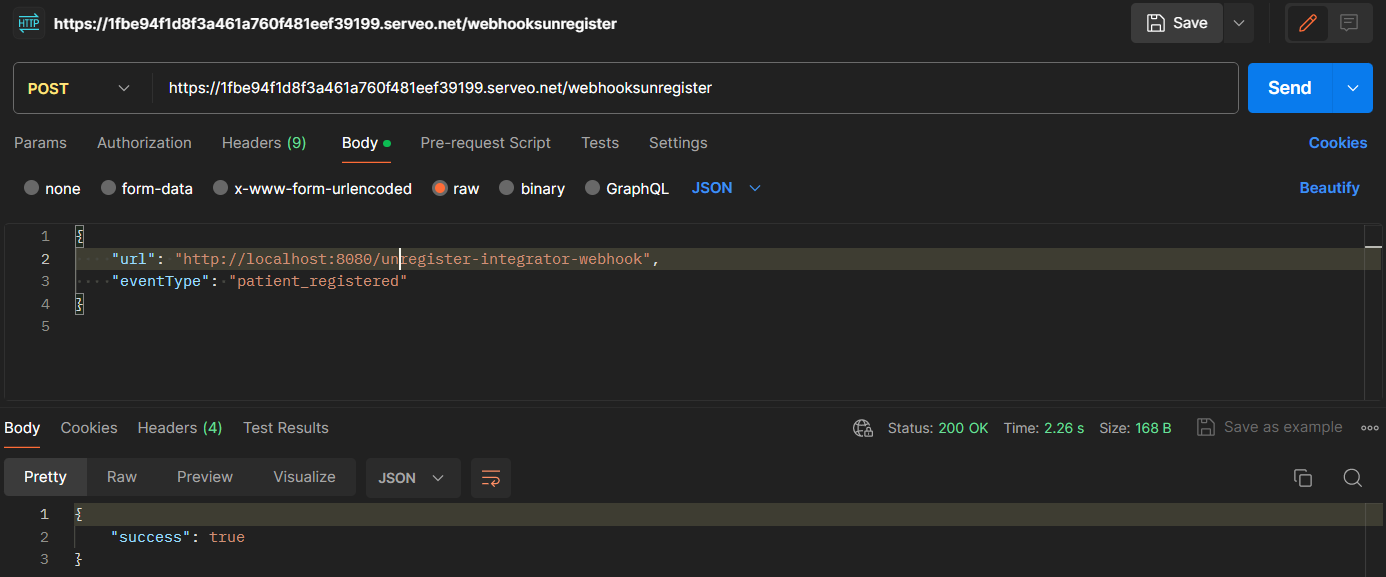 HTTP https://1fbe94f1d8f3a461a760f481eef39199.serveo.net/webhooksunregister Save
POST https://1fbe94f1d8f3a461a760f481eef39199.serveo.net/webhooksunregister Send
Params Authorization Headers (9) Body Pre-request Script Tests Settings Cookies
none form-data x-www-form-urlencoded raw binary GraphQL JSON Beautify
1 {
2 "url": "http://localhost:8080/unregister-integrator-webhook",
3 "eventType": "patient_registered"
4 }
5
Body Cookies Headers (4) Test Results Status: 200 OK Time: 2.26 s Size: 168 B Save as example
Pretty Raw Preview Visualize JSON
1 {
2 "success": true
3 }